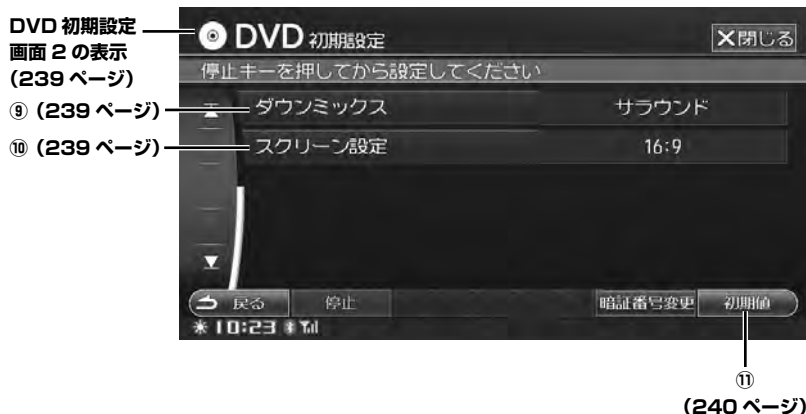 DVD 初期設定
画面 2 の表示
(239 ページ)
⑨ (239 ページ)
⑩ (239 ページ)
DVD 初期設定
×閉じる
停止キーを押してから設定してください
ダウンミックス サラウンド
スクリーン設定 16:9
戻る 停止 暗証番号変更 初期値
10:23
⑪
(240 ページ)